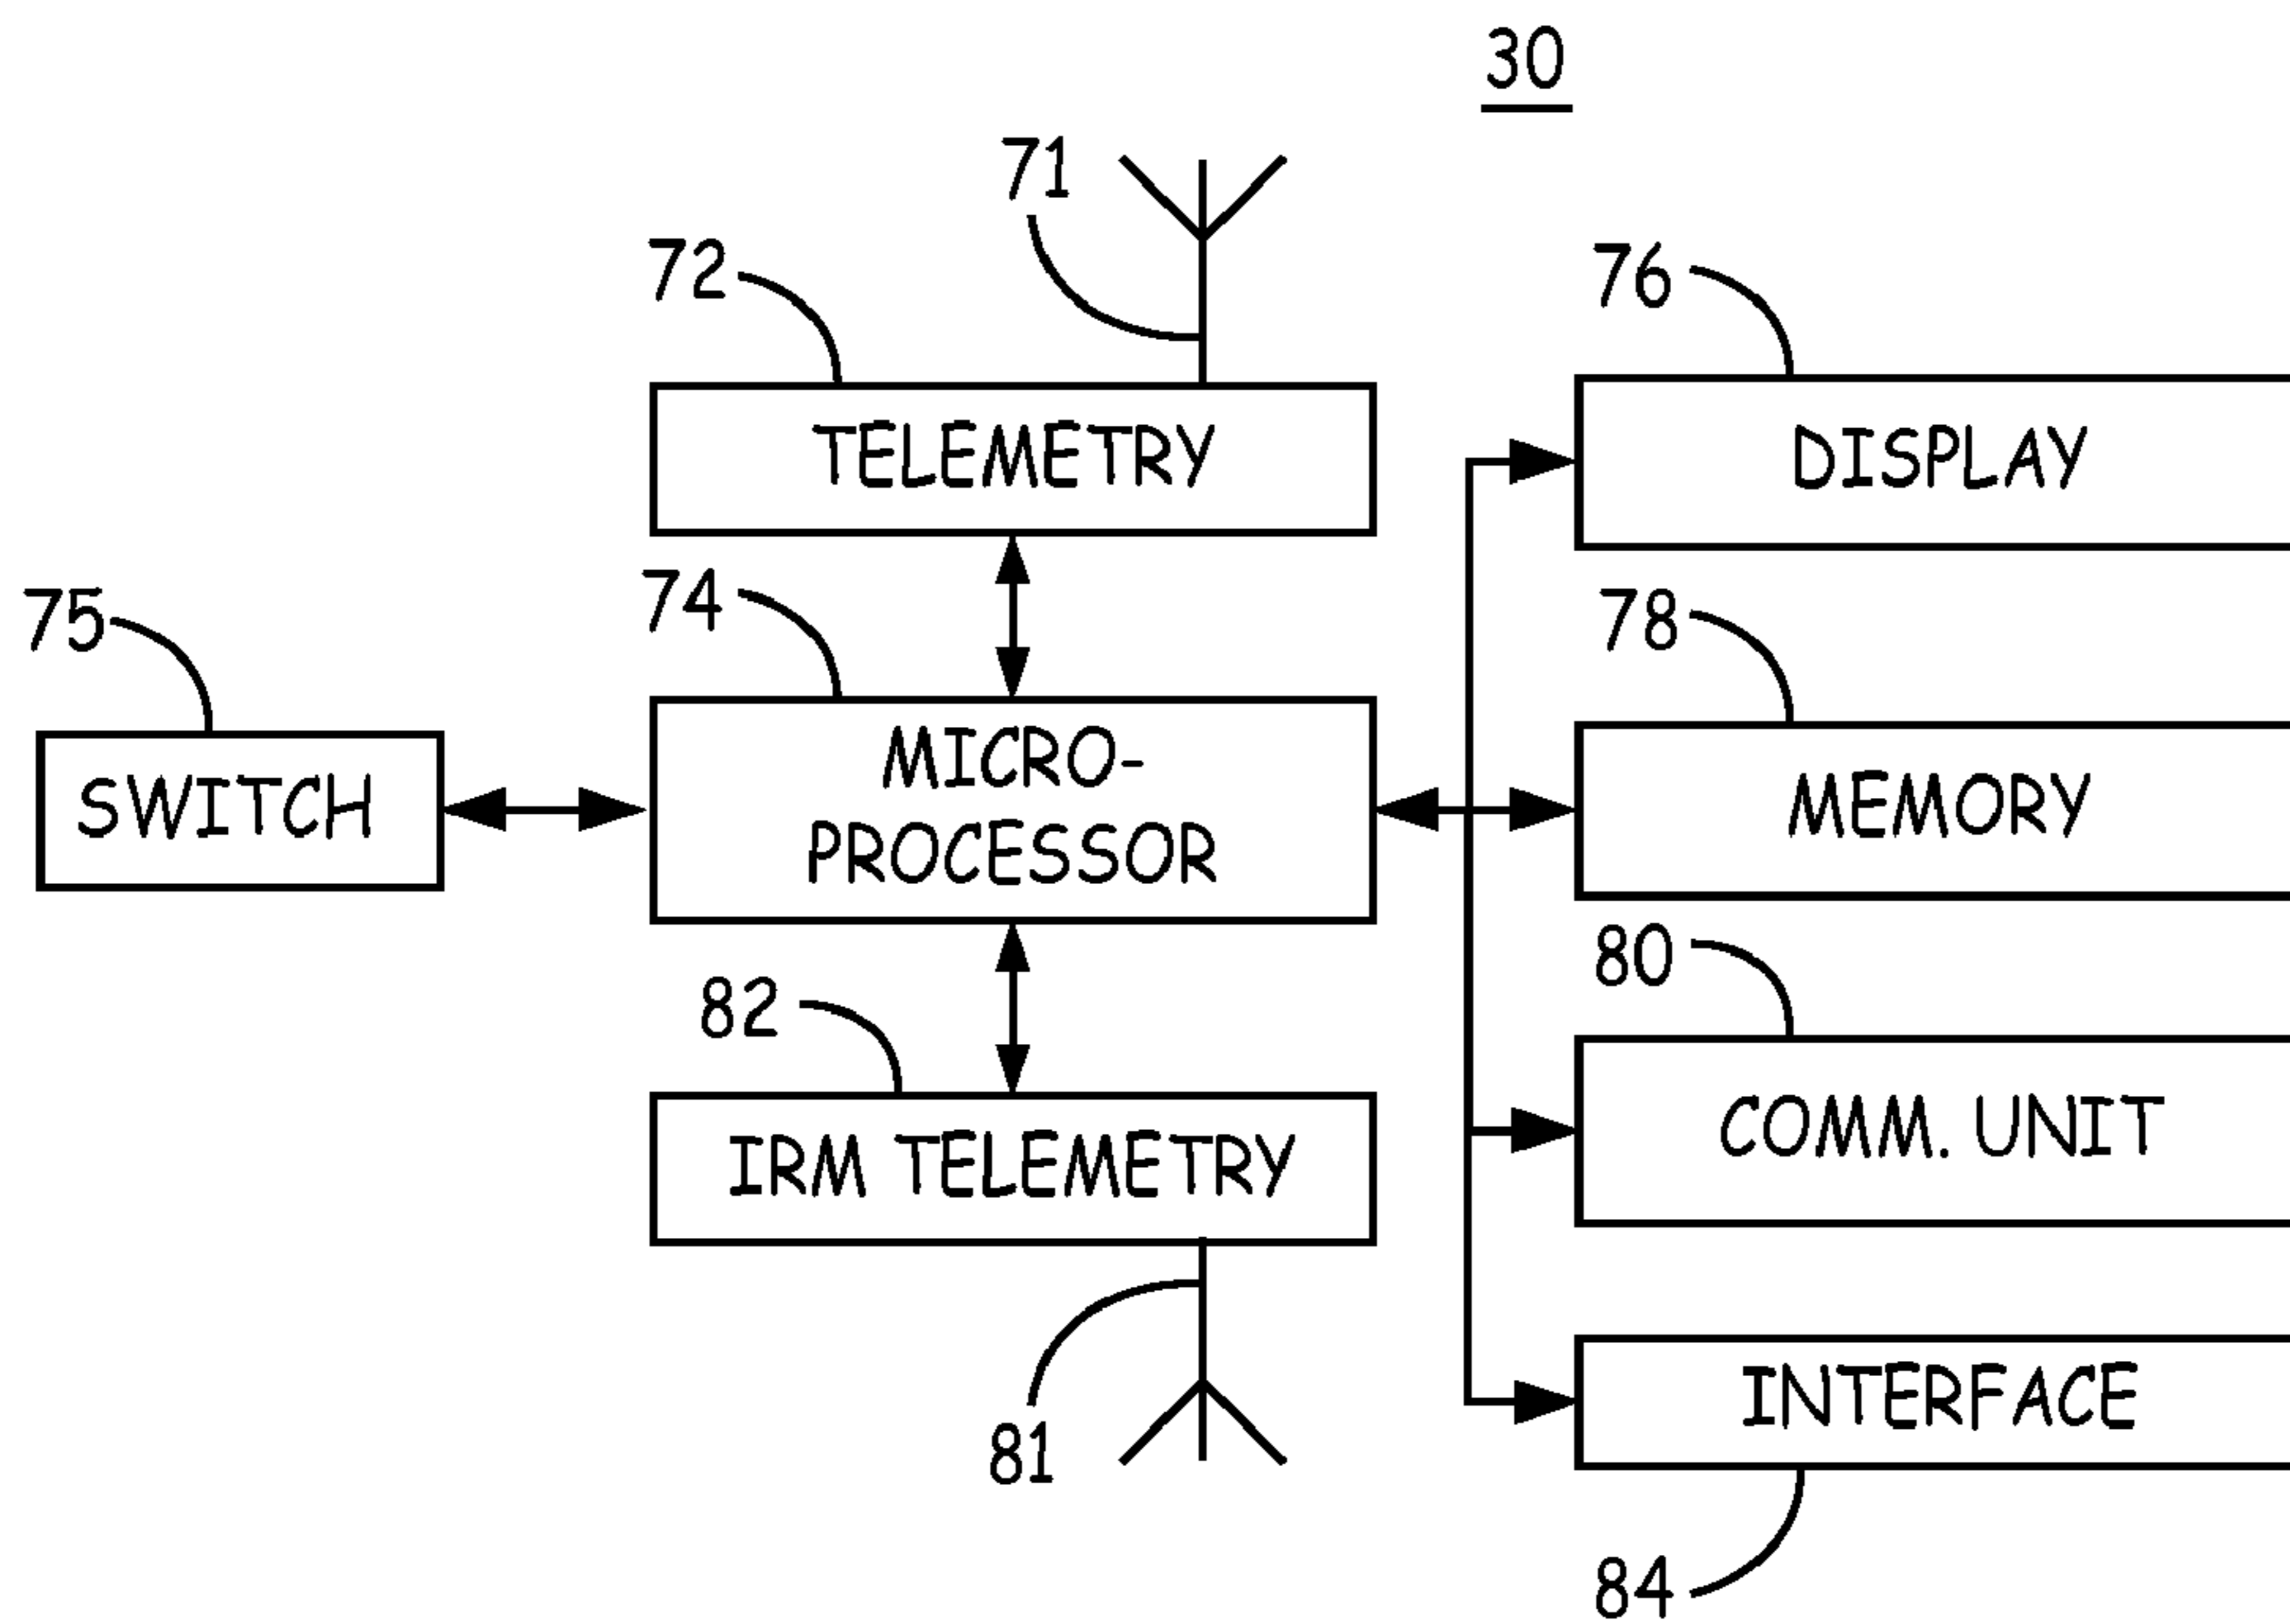 30
71
72
TELEMETRY
76
DISPLAY
75
SWITCH
74
MICRO-
PROCESSOR
78
MEMORY
82
IRM TELEMETRY
81
80
COMM. UNIT
INTERFACE
84